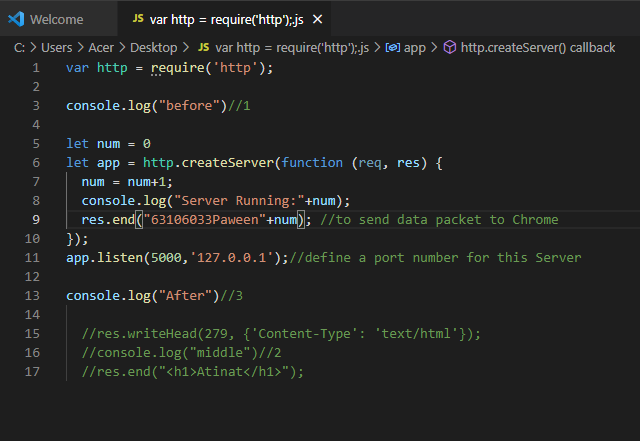 Welcome JS var http = require('http');.js ×
C: > Users > Acer > Desktop > JS var http = require('http');.js > app > http.createServer() callback
1 var http = require('http');
2
3 console.log("before")//1
4
5 let num = 0
6 let app = http.createServer(function (req, res) {
7 num = num+1;
8 console.log("Server Running:"+num);
9 res.end("63106033Paween"+num); //to send data packet to Chrome
10 });
11 app.listen(5000,'127.0.0.1');//define a port number for this Server
12
13 console.log("After")//3
14
15 //res.writeHead(279, {'Content-Type': 'text/html'});
16 //console.log("middle")//2
17 //res.end("<h1>Atinat</h1>");